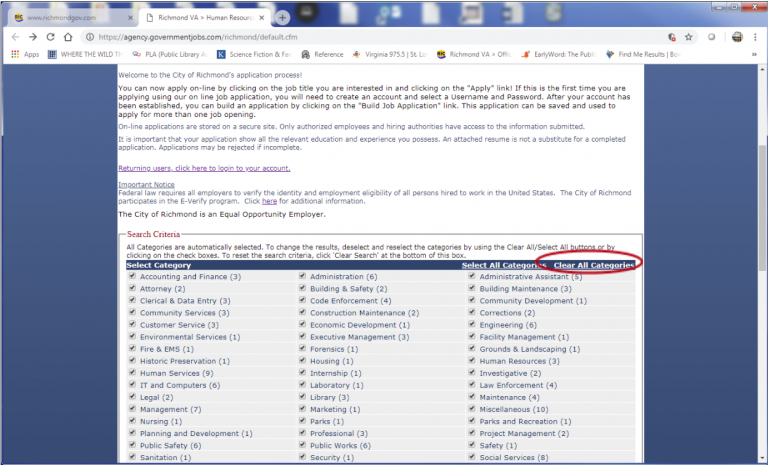 www.richmondgov.com
Richmond VA > Human Resourc
https://agency.governmentjobs.com/richmond/default.cfm
Apps WHERE THE WILD TH PLA (Public Library A Science Fiction & Fa Reference Virginia 975.5 | St. Lo Richmond VA > Offic EarlyWord: The Publi Find Me Results | Bo
Welcome to the City of Richmond's application process!
You can now apply on-line by clicking on the job title you are interested in and clicking on the "Apply" link! If this is the first time you are
applying using our on line job application, you will need to create an account and select a Username and Password. After your account has
been established, you can build an application by clicking on the "Build Job Application" link. This application can be saved and used to
apply for more than one job opening.
On-line applications are stored on a secure site. Only authorized employees and hiring authorities have access to the information submitted.
It is important that your application show all the relevant education and experience you possess. An attached resume is not a substitute for a completed
application. Applications may be rejected if incomplete.
Returning users, click here to login to your account.
Important Notice
Federal law requires all employers to verify the identity and employment eligibility of all persons hired to work in the United States. The City of Richmond
participates in the E-Verify program. Click here for additional information.
The City of Richmond is an Equal Opportunity Employer.
Search Criteria
All Categories are automatically selected. To change the results, deselect and reselect the categories by using the Clear All/Select All buttons or by
clicking on the check boxes. To reset the search criteria, click 'Clear Search' at the bottom of this box.
Select Category Select All Categories Clear All Categories
Accounting and Finance (3) Administration (6) Administrative Assistant (5)
Attorney (2) Building & Safety (2) Building Maintenance (3)
Clerical & Data Entry (3) Code Enforcement (4) Community Development (1)
Community Services (3) Construction Maintenance (2) Corrections (2)
Customer Service (3) Economic Development (1) Engineering (6)
Environmental Services (1) Executive Management (3) Facility Management (1)
Fire & EMS (1) Forensics (1) Grounds & Landscaping (1)
Historic Preservation (1) Housing (1) Human Resources (3)
Human Services (9) Internship (1) Investigative (2)
IT and Computers (6) Laboratory (1) Law Enforcement (4)
Legal (2) Library (3) Maintenance (4)
Management (7) Marketing (1) Miscellaneous (10)
Nursing (1) Parks (1) Parks and Recreation (1)
Planning and Development (1) Professional (3) Project Management (2)
Public Safety (6) Public Works (6) Safety (1)
Sanitation (1) Security (1) Social Services (8)